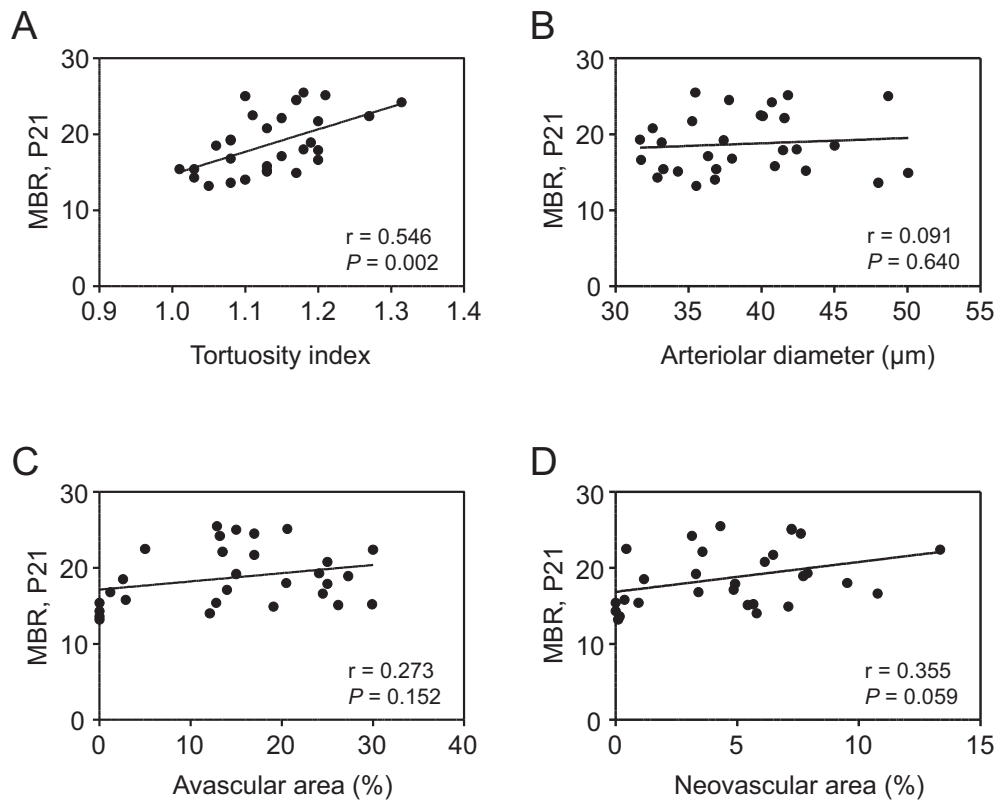 A
MBR, P21
30
20
10
0
0.9 1.0 1.1 1.2 1.3 1.4
r = 0.546
P = 0.002
Tortuosity index
B
MBR, P21
30
20
10
0
30 35 40 45 50 55
r = 0.091
P = 0.640
Arteriolar diameter (µm)
C
MBR, P21
30
20
10
0
0 10 20 30 40
r = 0.273
P = 0.152
Avascular area (%)
D
MBR, P21
30
20
10
0
0 5 10 15
r = 0.355
P = 0.059
Neovascular area (%)